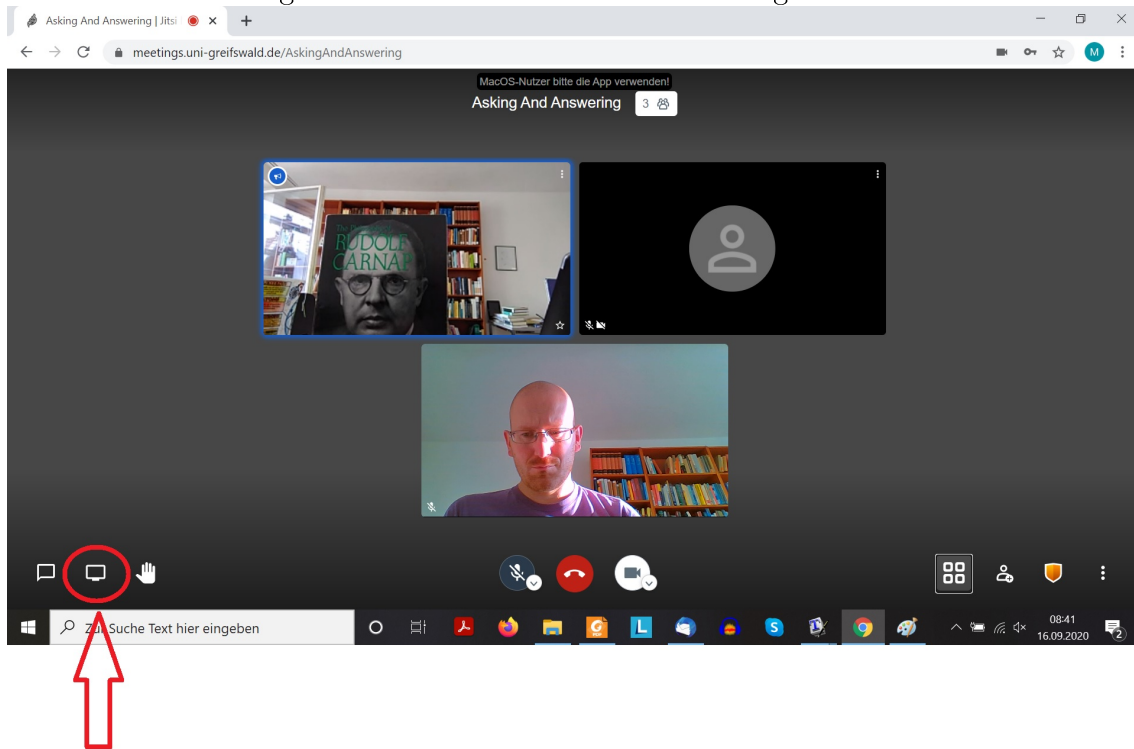 Asking And Answering | Jitsi
meetings.uni-greifswald.de/AskingAndAnswering
M
MacOS-Nutzer bitte die App verwenden!
Asking And Answering 3
RUDOLF
CARNAP
Suche Text hier eingeben
L
S
08:41
16.09.2020
2